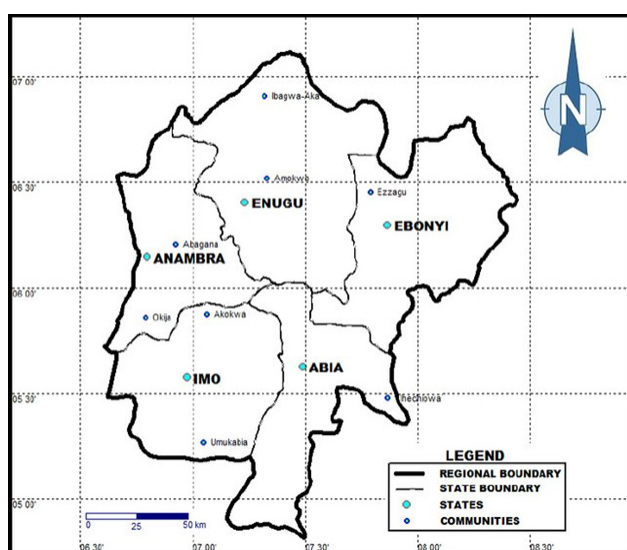 07 00'
Ibagwa-Aka
N
06 30'
Amokwe
Ezzagu
ENUGU
EBONYI
Abagana
ANAMBRA
06 00'
Okija
Akokwa
ABIA
IMO
05 30'
Ihechiowa
Umukabia
LEGEND
REGIONAL BOUNDARY
STATE BOUNDARY
STATES
COMMUNITIES
05 00'
0 25 50 km
06 30' 07 00' 07 30' 08 00' 08 30'